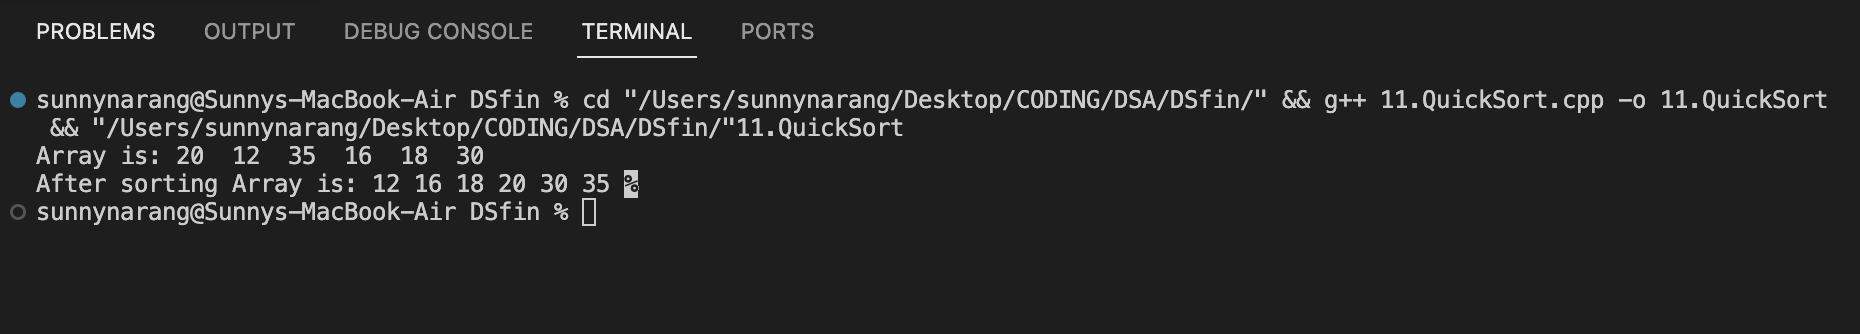 PROBLEMS OUTPUT DEBUG CONSOLE TERMINAL PORTS
sunnynarang@Sunnys-MacBook-Air DSfin % cd "/Users/sunnynarang/Desktop/CODING/DSA/DSfin/" && g++ 11.QuickSort.cpp -o 11.QuickSort
&& "/Users/sunnynarang/Desktop/CODING/DSA/DSfin/"11.QuickSort
Array is: 20  12  35  16  18  30
After sorting Array is: 12 16 18 20 30 35 %
sunnynarang@Sunnys-MacBook-Air DSfin %